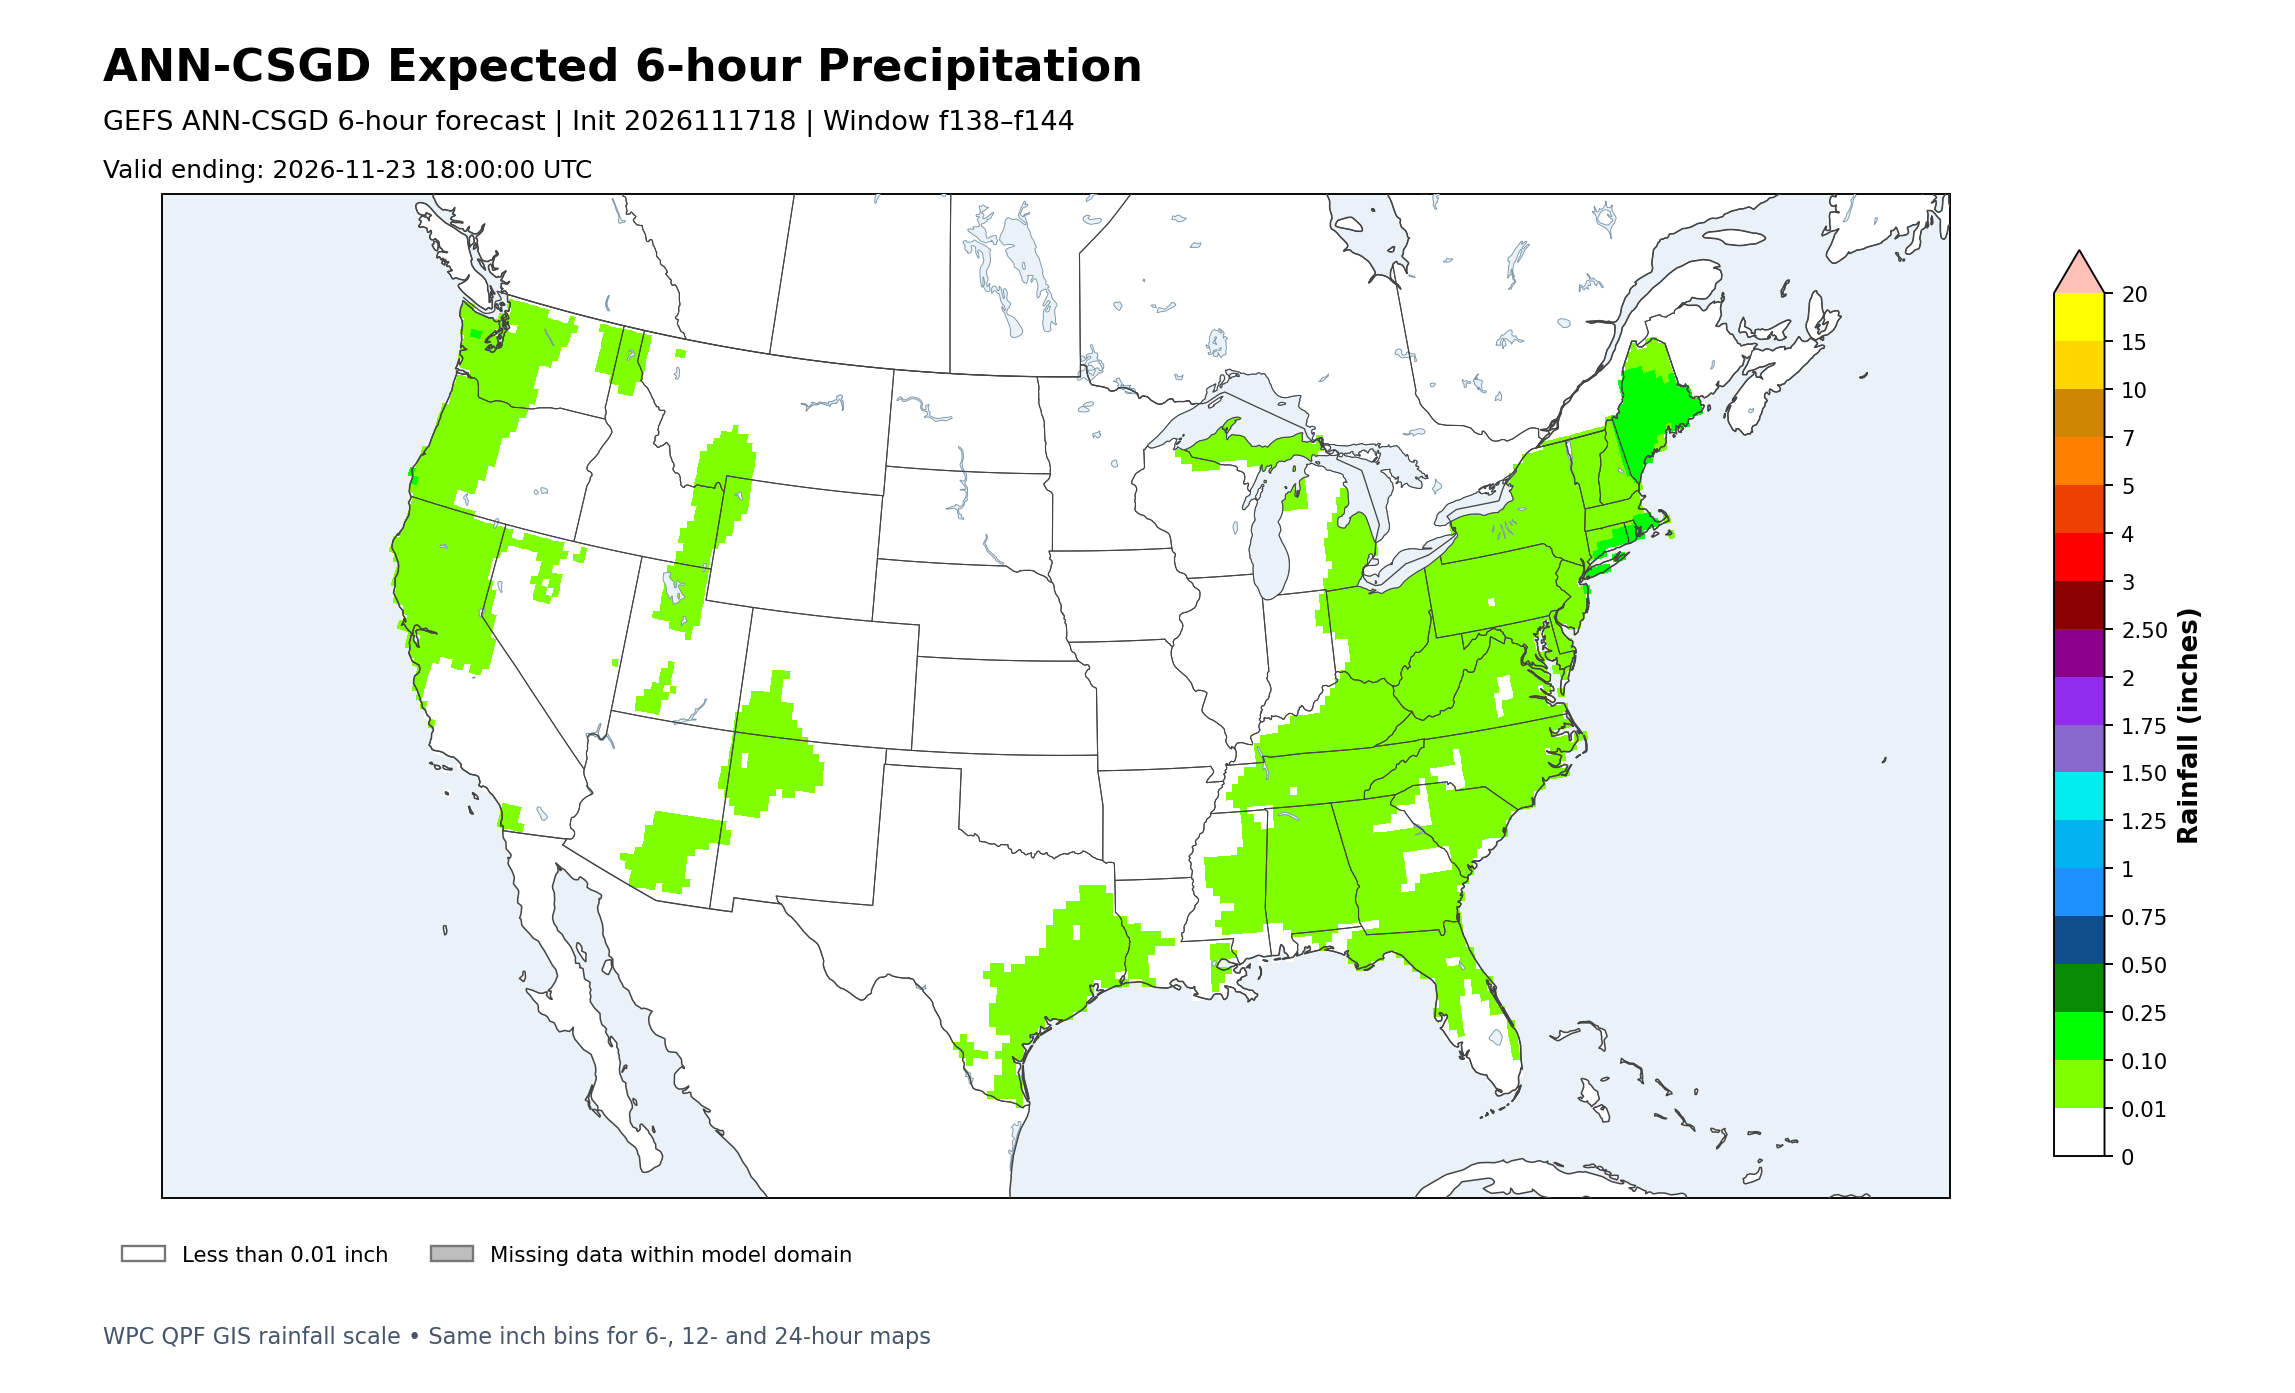 ANN-CSGD Expected 6-hour Precipitation
GEFS ANN-CSGD 6-hour forecast | Init 2026111718 | Window f138–f144
Valid ending: 2026-11-23 18:00:00 UTC
20
15
10
7
5
4
3
2.50
2
1.75
1.50
1.25
1
0.75
0.50
0.25
0.10
0.01
0
Rainfall (inches)
Less than 0.01 inch
Missing data within model domain
WPC QPF GIS rainfall scale • Same inch bins for 6-, 12- and 24-hour maps